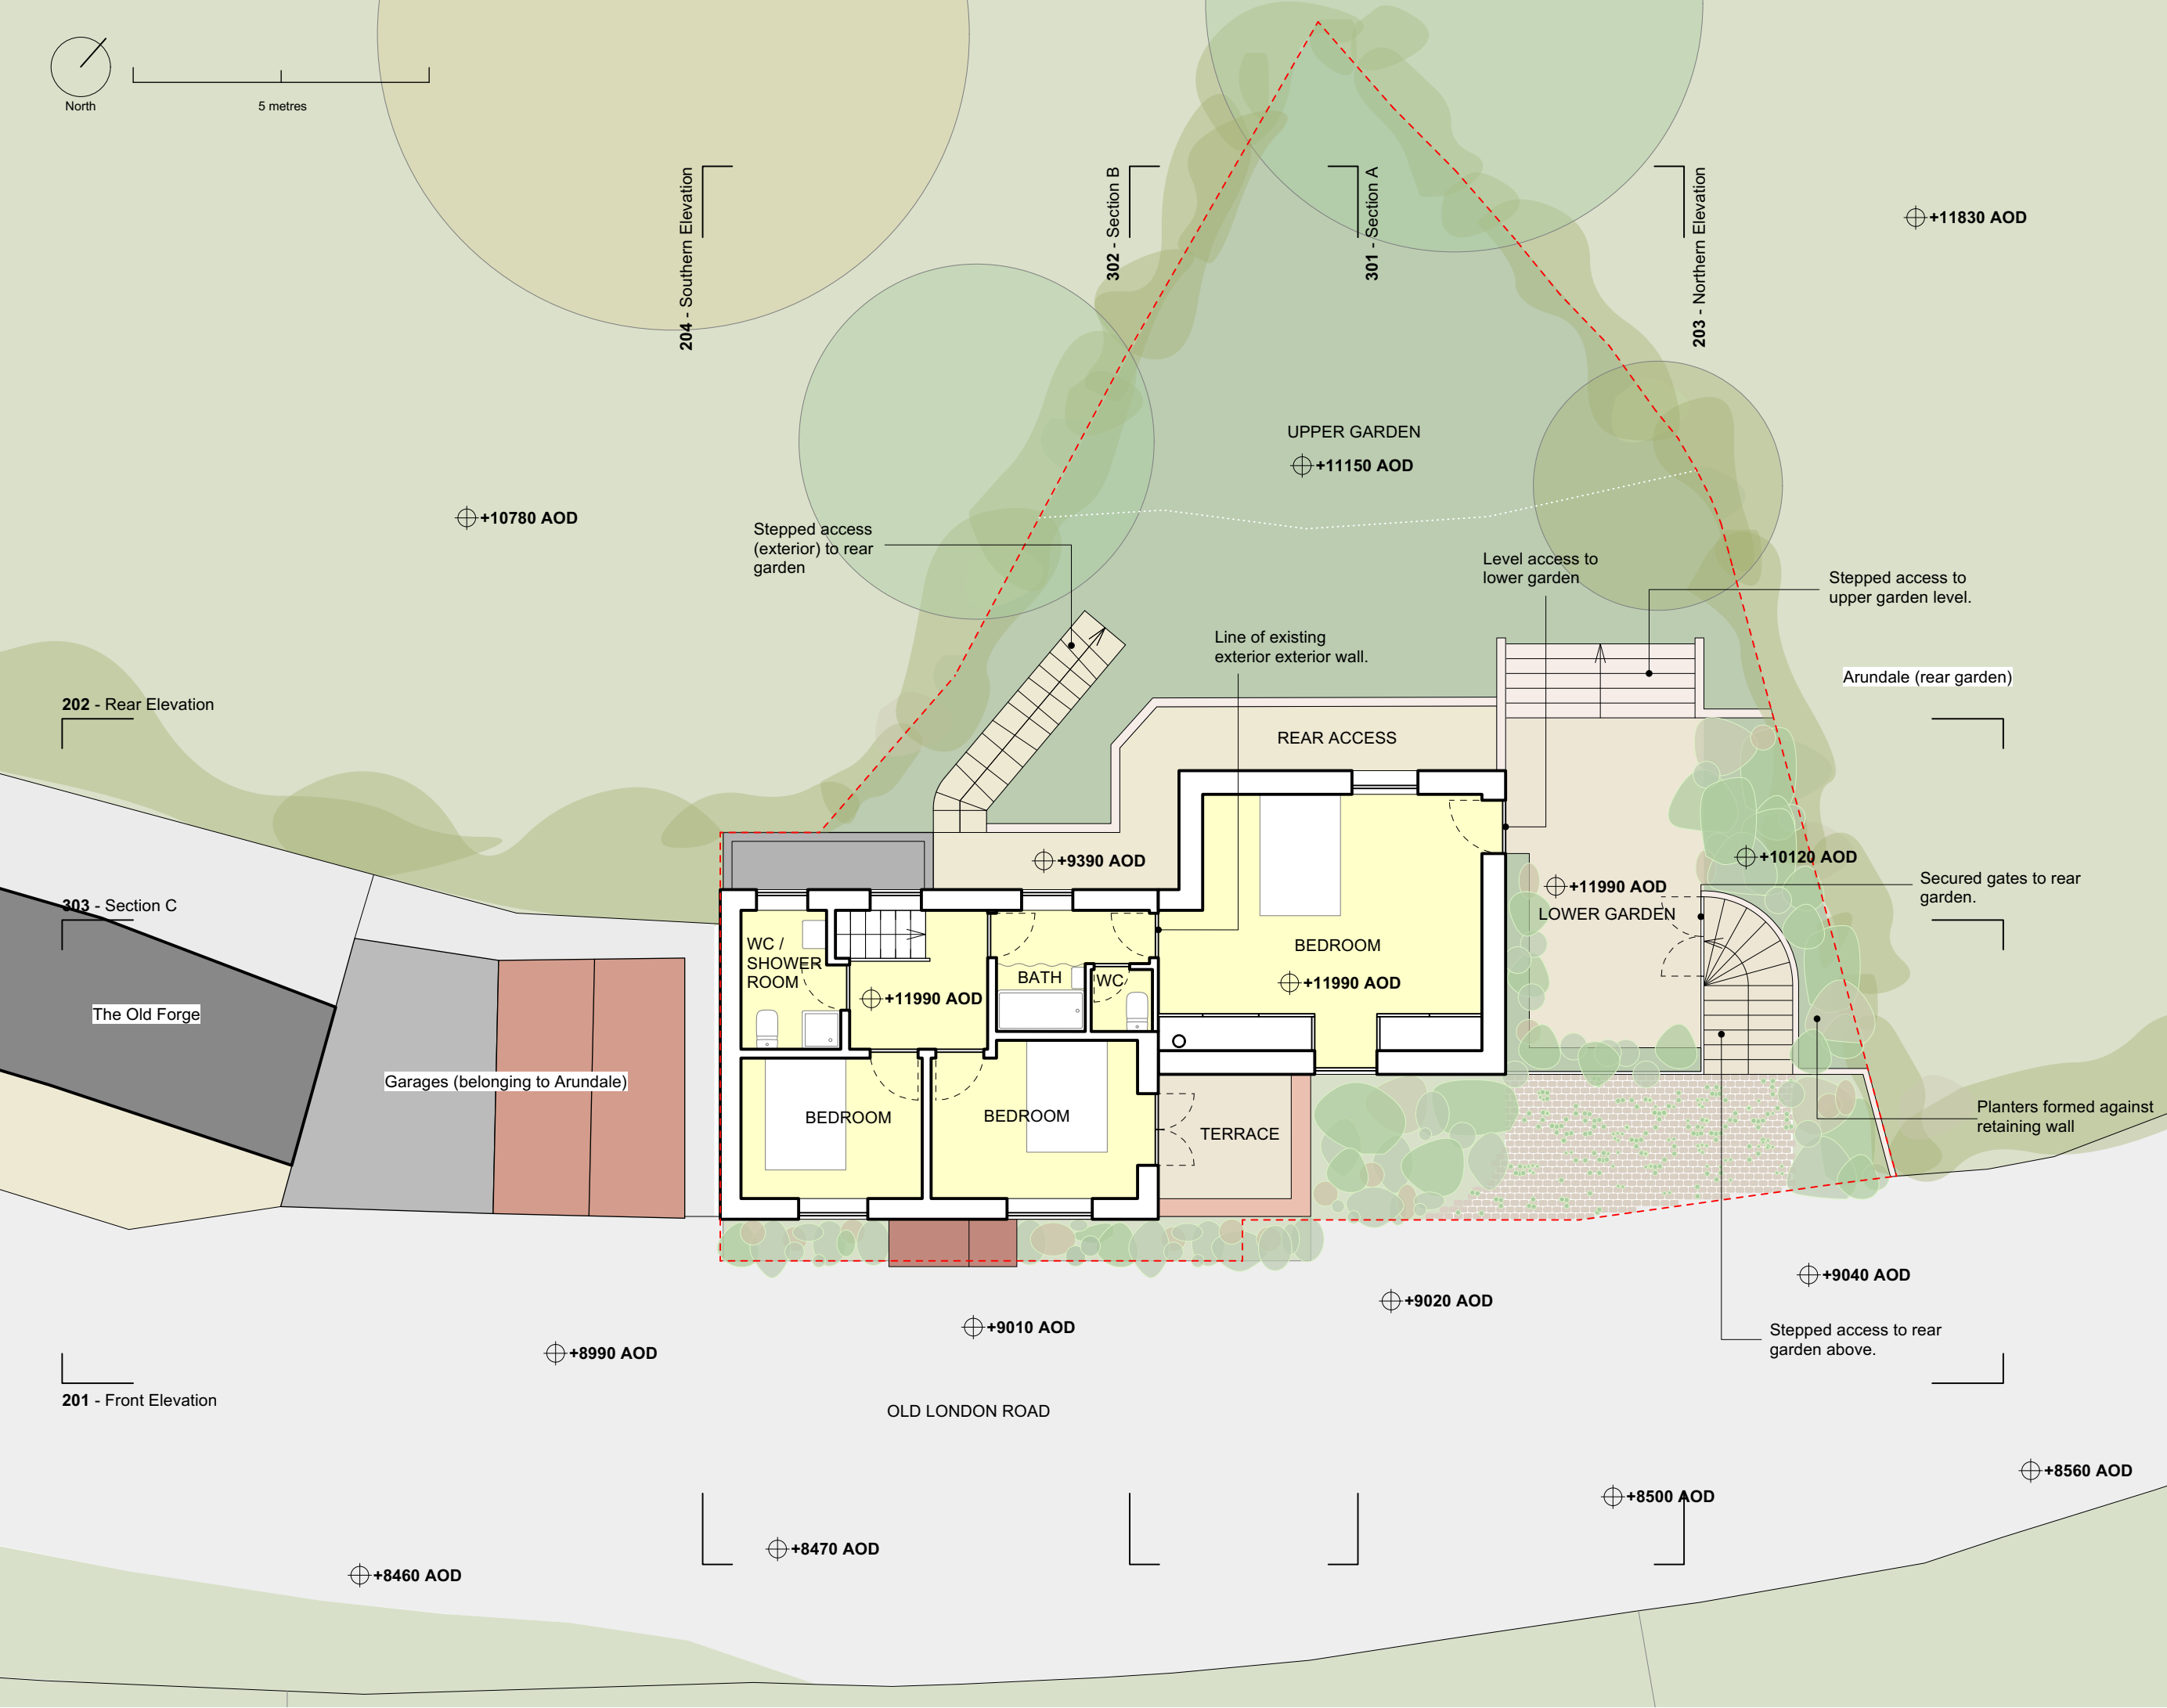 North
5 metres
204 - Southern Elevation
302 - Section B
301 - Section A
203 - Northern Elevation
+11830 AOD
UPPER GARDEN
+11150 AOD
+10780 AOD
Stepped access
(exterior) to rear
garden
Level access to
lower garden
Stepped access to
upper garden level.
Line of existing
exterior exterior wall.
Arundale (rear garden)
202 - Rear Elevation
REAR ACCESS
+9390 AOD
+10120 AOD
+11990 AOD
LOWER GARDEN
Secured gates to rear
garden.
303 - Section C
WC /
SHOWER
ROOM
BATH
WC
BEDROOM
+11990 AOD
+11990 AOD
The Old Forge
Garages (belonging to Arundale)
BEDROOM
BEDROOM
TERRACE
Planters formed against
retaining wall
+9040 AOD
+9020 AOD
+9010 AOD
+8990 AOD
Stepped access to rear
garden above.
201 - Front Elevation
OLD LONDON ROAD
+8560 AOD
+8500 AOD
+8470 AOD
+8460 AOD